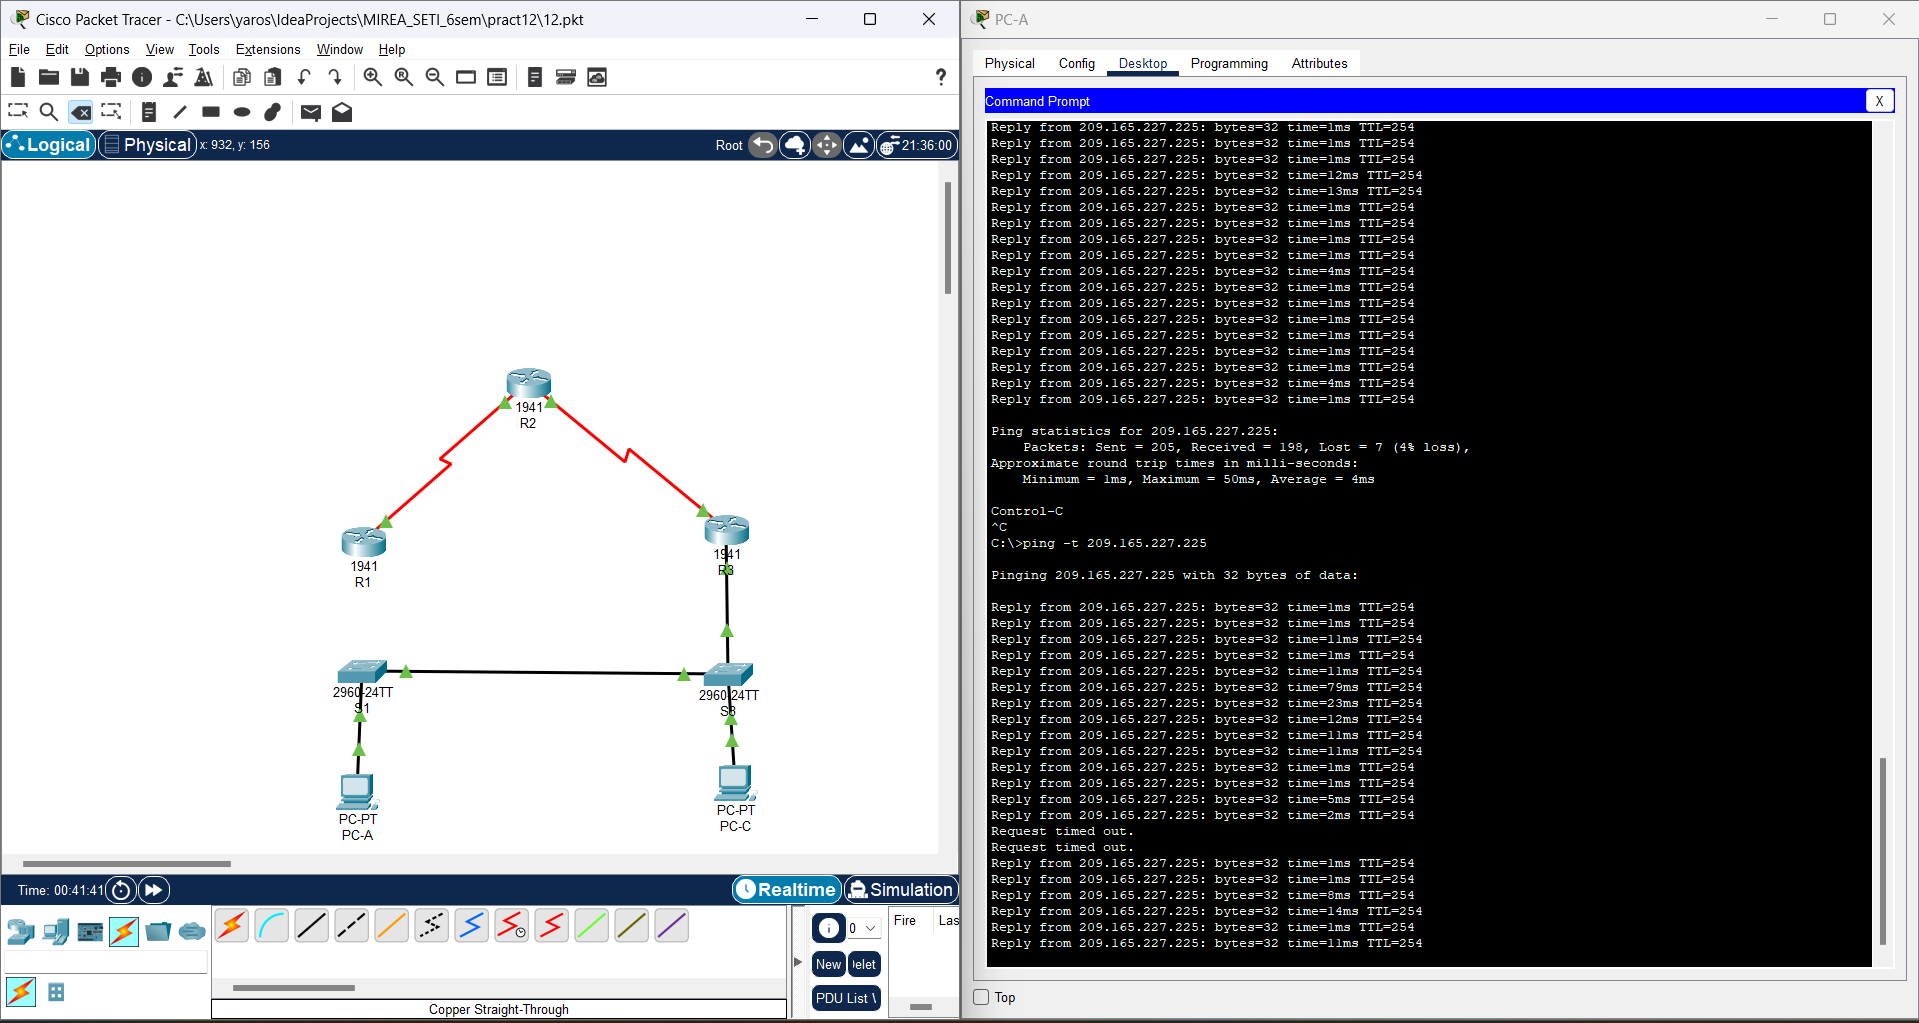 Cisco Packet Tracer - C:\Users\yaros\IdeaProjects\MIREA_SETI_6sem\pract12\12.pkt
File Edit Options View Tools Extensions Window Help
?
Logical Physical x: 932, y: 156 Root 21:36:00
1941
R2
1941
R1
1941
R3
2960-24TT
S1
2960-24TT
S3
PC-PT
PC-A
PC-PT
PC-C
Time: 00:41:41 Realtime Simulation
0
Fire Las
New Delet
PDU List \
Copper Straight-Through
PC-A
Physical Config Desktop Programming Attributes
Command Prompt X
Reply from 209.165.227.225: bytes=32 time=1ms TTL=254
Reply from 209.165.227.225: bytes=32 time=1ms TTL=254
Reply from 209.165.227.225: bytes=32 time=1ms TTL=254
Reply from 209.165.227.225: bytes=32 time=12ms TTL=254
Reply from 209.165.227.225: bytes=32 time=13ms TTL=254
Reply from 209.165.227.225: bytes=32 time=1ms TTL=254
Reply from 209.165.227.225: bytes=32 time=1ms TTL=254
Reply from 209.165.227.225: bytes=32 time=1ms TTL=254
Reply from 209.165.227.225: bytes=32 time=1ms TTL=254
Reply from 209.165.227.225: bytes=32 time=4ms TTL=254
Reply from 209.165.227.225: bytes=32 time=1ms TTL=254
Reply from 209.165.227.225: bytes=32 time=1ms TTL=254
Reply from 209.165.227.225: bytes=32 time=1ms TTL=254
Reply from 209.165.227.225: bytes=32 time=1ms TTL=254
Reply from 209.165.227.225: bytes=32 time=1ms TTL=254
Reply from 209.165.227.225: bytes=32 time=1ms TTL=254
Reply from 209.165.227.225: bytes=32 time=4ms TTL=254
Reply from 209.165.227.225: bytes=32 time=1ms TTL=254
Ping statistics for 209.165.227.225:
Packets: Sent = 205, Received = 198, Lost = 7 (4% loss),
Approximate round trip times in milli-seconds:
Minimum = 1ms, Maximum = 50ms, Average = 4ms
Control-C
^C
C:\>ping -t 209.165.227.225
Pinging 209.165.227.225 with 32 bytes of data:
Reply from 209.165.227.225: bytes=32 time=1ms TTL=254
Reply from 209.165.227.225: bytes=32 time=1ms TTL=254
Reply from 209.165.227.225: bytes=32 time=11ms TTL=254
Reply from 209.165.227.225: bytes=32 time=1ms TTL=254
Reply from 209.165.227.225: bytes=32 time=11ms TTL=254
Reply from 209.165.227.225: bytes=32 time=79ms TTL=254
Reply from 209.165.227.225: bytes=32 time=23ms TTL=254
Reply from 209.165.227.225: bytes=32 time=12ms TTL=254
Reply from 209.165.227.225: bytes=32 time=11ms TTL=254
Reply from 209.165.227.225: bytes=32 time=11ms TTL=254
Reply from 209.165.227.225: bytes=32 time=1ms TTL=254
Reply from 209.165.227.225: bytes=32 time=1ms TTL=254
Reply from 209.165.227.225: bytes=32 time=5ms TTL=254
Reply from 209.165.227.225: bytes=32 time=2ms TTL=254
Request timed out.
Request timed out.
Reply from 209.165.227.225: bytes=32 time=1ms TTL=254
Reply from 209.165.227.225: bytes=32 time=1ms TTL=254
Reply from 209.165.227.225: bytes=32 time=8ms TTL=254
Reply from 209.165.227.225: bytes=32 time=14ms TTL=254
Reply from 209.165.227.225: bytes=32 time=1ms TTL=254
Reply from 209.165.227.225: bytes=32 time=11ms TTL=254
Top